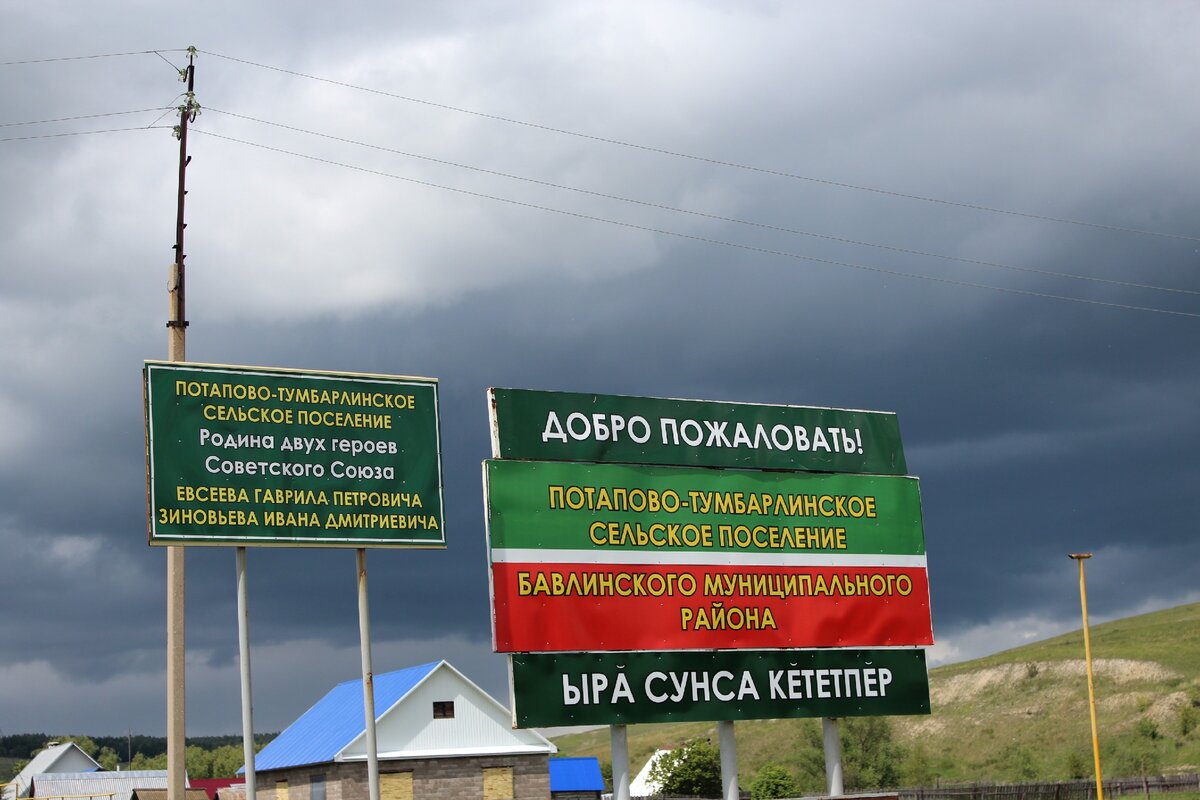 ПОТАПОВО-ТУМБАРЛИНСКОЕ
СЕЛЬСКОЕ ПОСЕЛЕНИЕ
Родина двух героев
Советского Союза
ЕВСЕЕВА ГАВРИЛА ПЕТРОВИЧА
ЗИНОВЬЕВА ИВАНА ДМИТРИЕВИЧА
ДОБРО ПОЖАЛОВАТЬ!
ПОТАПОВО-ТУМБАРЛИНСКОЕ
СЕЛЬСКОЕ ПОСЕЛЕНИЕ
БАВЛИНСКОГО МУНИЦИПАЛЬНОГО
РАЙОНА
ЫРӐ СУНСА КӖТЕТПӖР